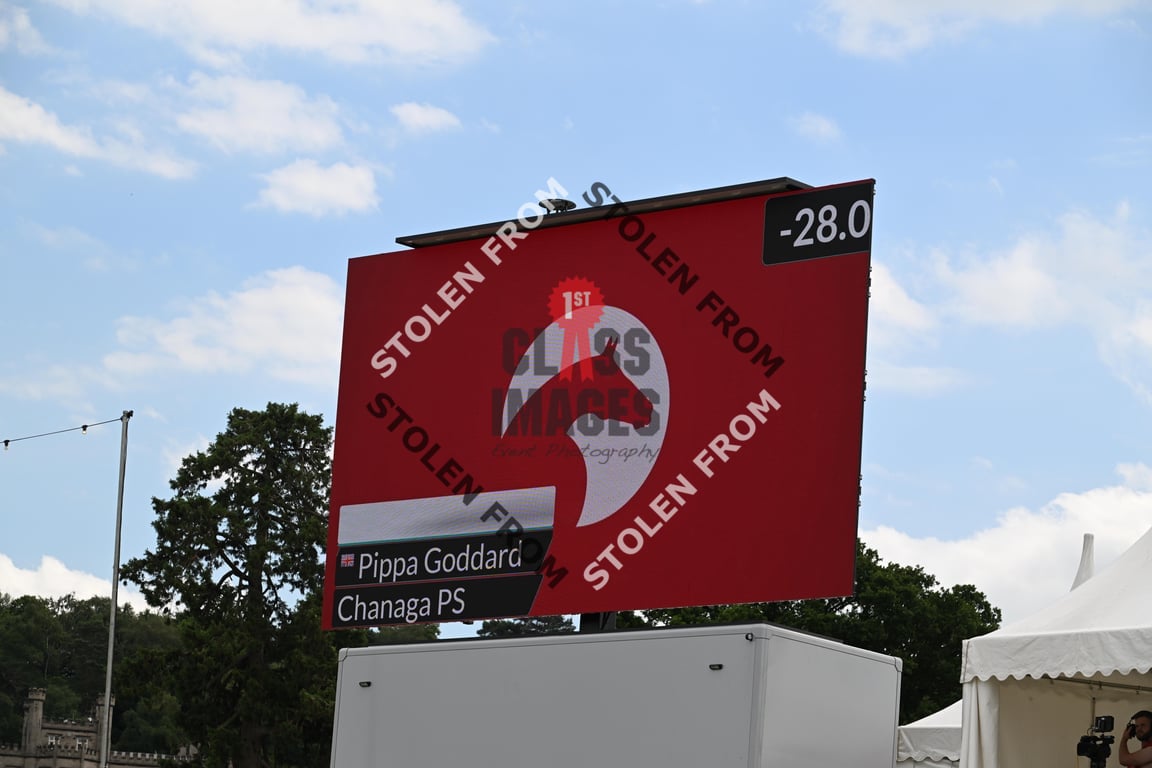 -28.0
STOLEN FROM
STOLEN FROM
1ST
CLASS
IMAGES
Event Photography
STOLEN FROM
STOLEN FROM
Pippa Goddard
Chanaga PS